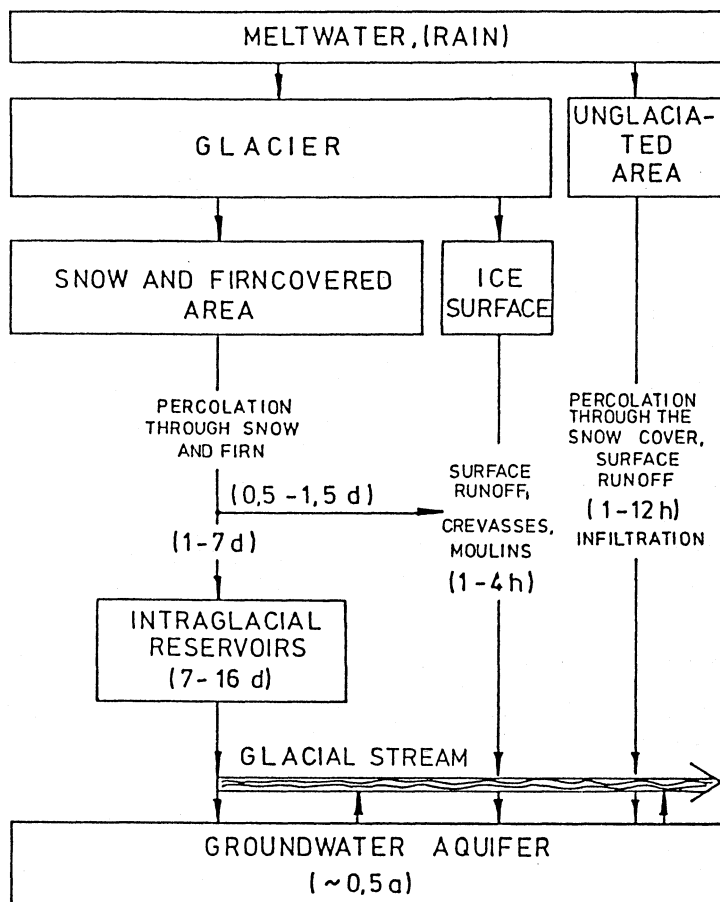 MELTWATER,(RAIN)
GLACIER
UNGLACIA-
TED
AREA
SNOW AND FIRNCOVERED
AREA
ICE
SURFACE
PERCOLATION
THROUGH SNOW
AND FIRN
(0,5-1,5 d)
(1-7d)
SURFACE
RUNOFF,
CREVASSES,
MOULINS
(1-4h)
PERCOLATION
THROUGH THE
SNOW COVER,
SURFACE
RUNOFF
(1-12h)
INFILTRATION
INTRAGLACIAL
RESERVOIRS
(7-16 d)
GLACIAL STREAM
GROUNDWATER AQUIFER
(~0,5a)